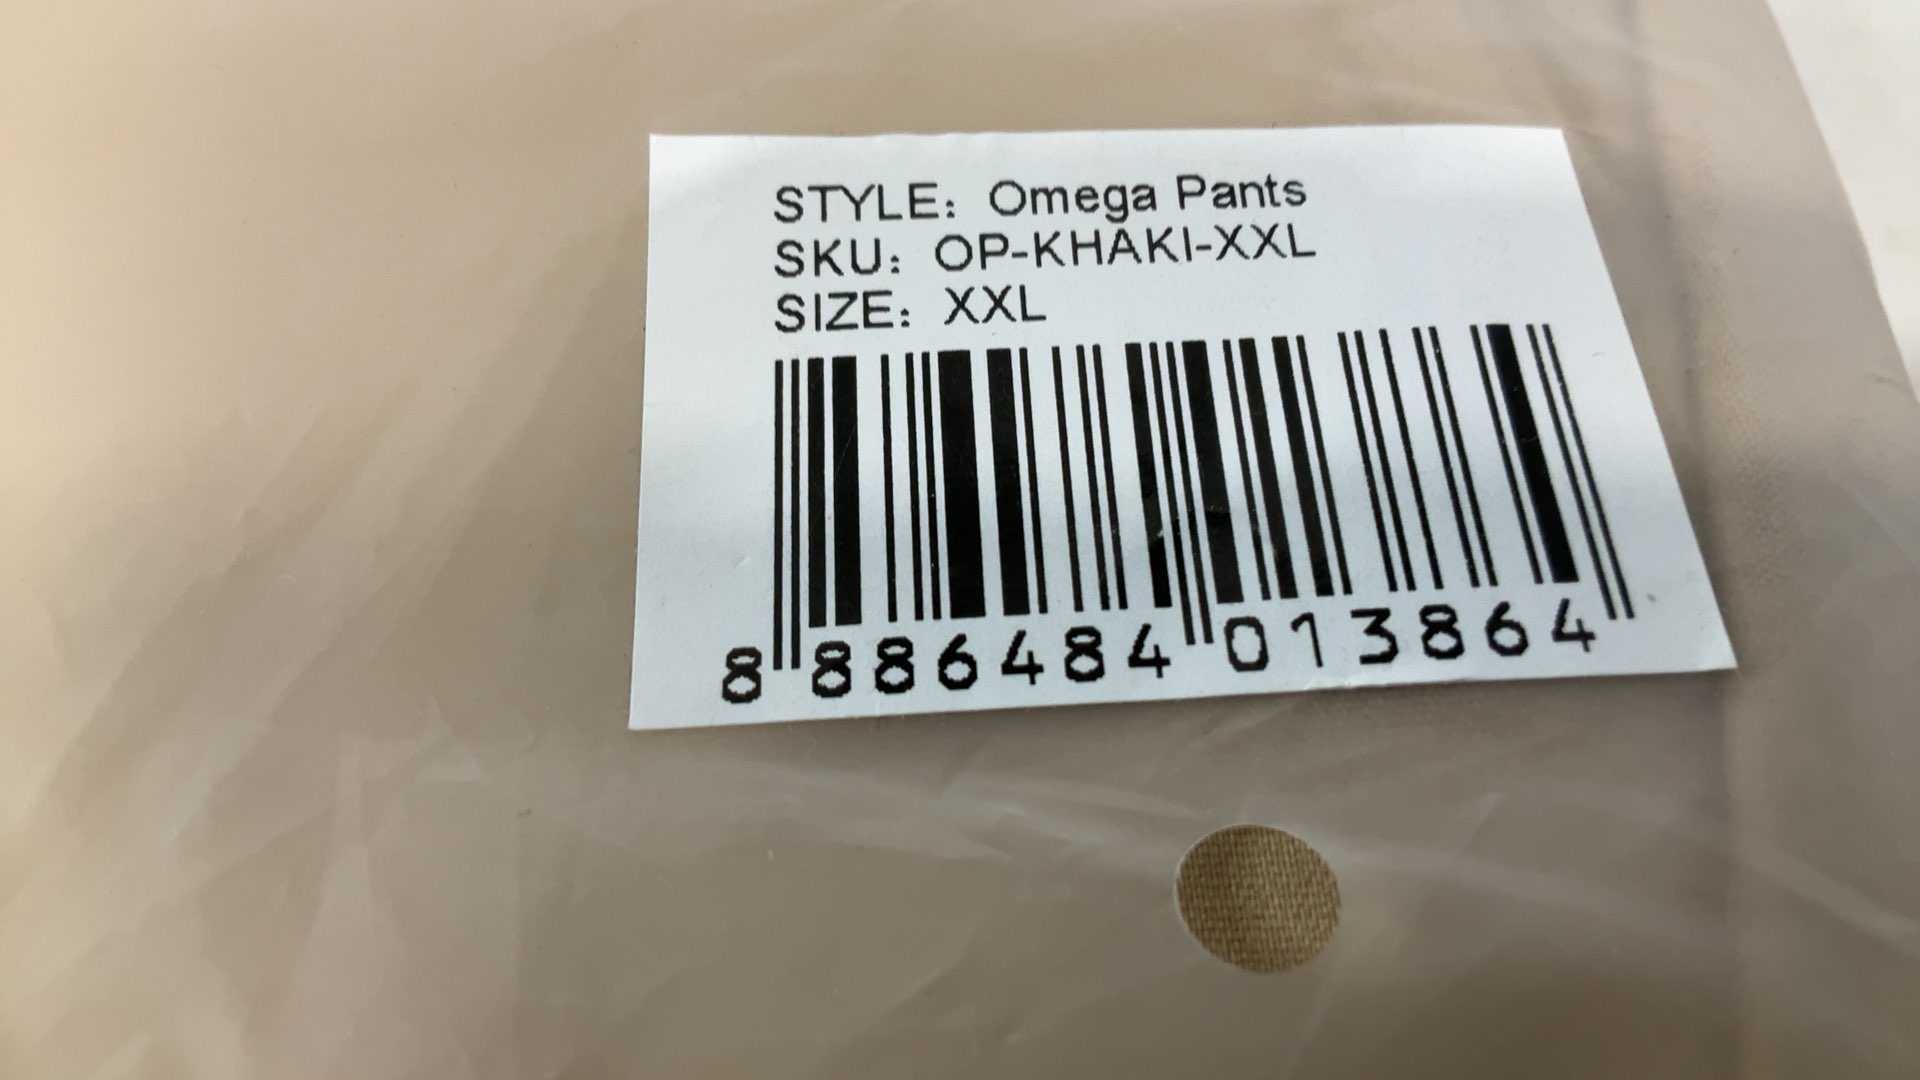 STYLE: Omega Pants
SKU: OP-KHAKI-XXL
SIZE: XXL
8 886484 013864